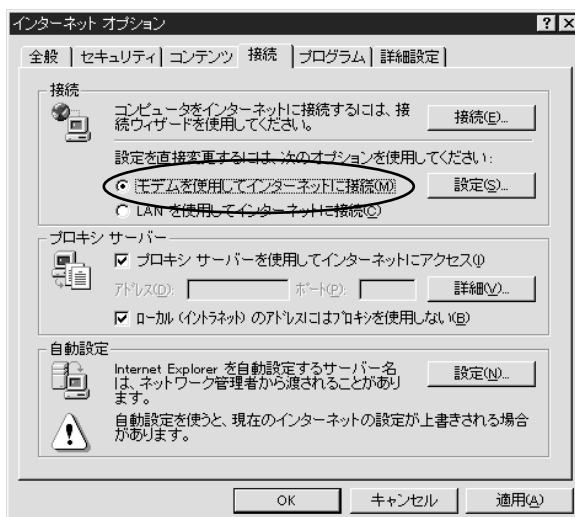 インターネット オプション
全般 セキュリティ コンテンツ 接続 プログラム 詳細設定
接続
コンピュータをインターネットに接続するには、接
続ウィザードを使用してください。
接続(E)...
設定を直接変更するには、次のオプションを使用してください:
モデムを使用してインターネットに接続(M)
設定(S)...
LAN を使用してインターネットに接続(C)
プロキシ サーバー
プロキシ サーバーを使用してインターネットにアクセス(I)
アドレス(D):
ポート(P):
詳細(V)...
ローカル (イントラネット) のアドレスにはプロキシを使用しない(B)
自動設定
Internet Explorer を自動設定するサーバー名
は、ネットワーク管理者から渡されることがあり
ます。
設定(N)...
自動設定を使うと、現在のインターネットの設定が上書きされる場合
があります。
OK キャンセル 適用(A)